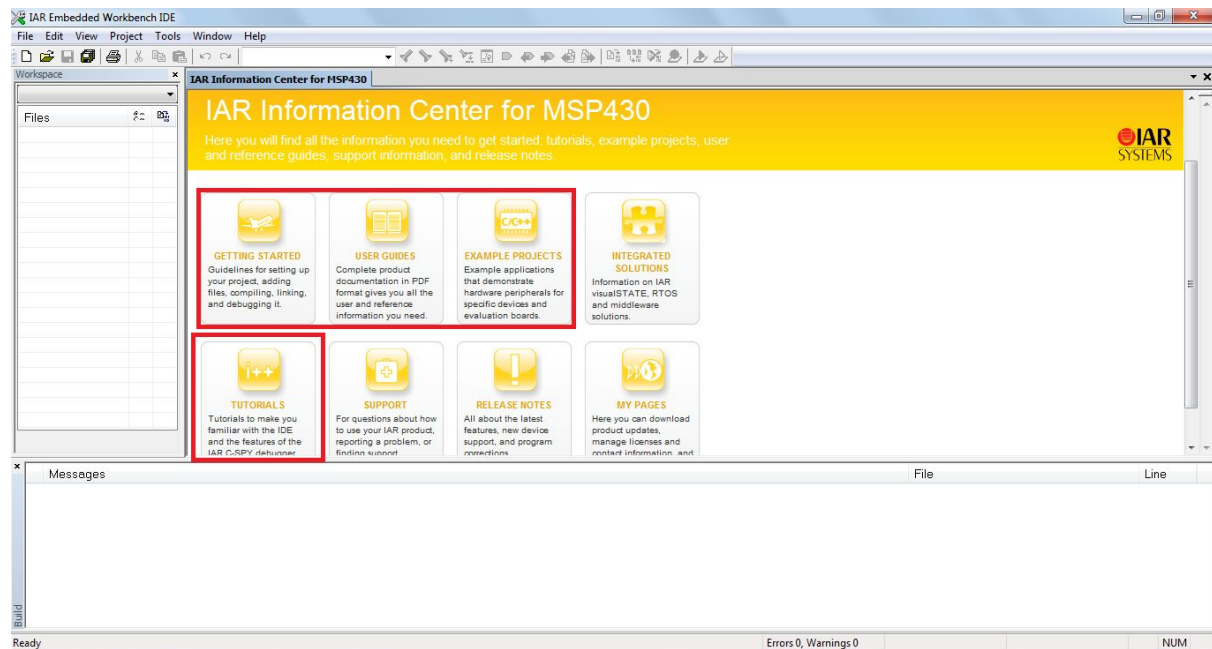 IAR Embedded Workbench IDE
File Edit View Project Tools Window Help
Workspace
IAR Information Center for MSP430
Files
IAR Information Center for MSP430
Here you will find all the information you need to get started: tutorials, example projects, user
and reference guides, support information, and release notes.
IAR
SYSTEMS
GETTING STARTED
Guidelines for setting up
your project, adding
files, compiling, linking,
and debugging it.
USER GUIDES
Complete product
documentation in PDF
format gives you all the
user and reference
information you need.
C/C++
EXAMPLE PROJECTS
Example applications
that demonstrate
hardware peripherals for
specific devices and
evaluation boards.
INTEGRATED
SOLUTIONS
Information on IAR
visualSTATE, RTOS
and middleware
solutions.
i++
TUTORIALS
Tutorials to make you
familiar with the IDE
and the features of the
IAR C-SPY debugger
SUPPORT
For questions about how
to use your IAR product,
reporting a problem, or
finding support
RELEASE NOTES
All about the latest
features, new device
support, and program
corrections
MY PAGES
Here you can download
product updates,
manage licenses and
contact information, and
Messages File Line
Build
Ready Errors 0, Warnings 0 NUM